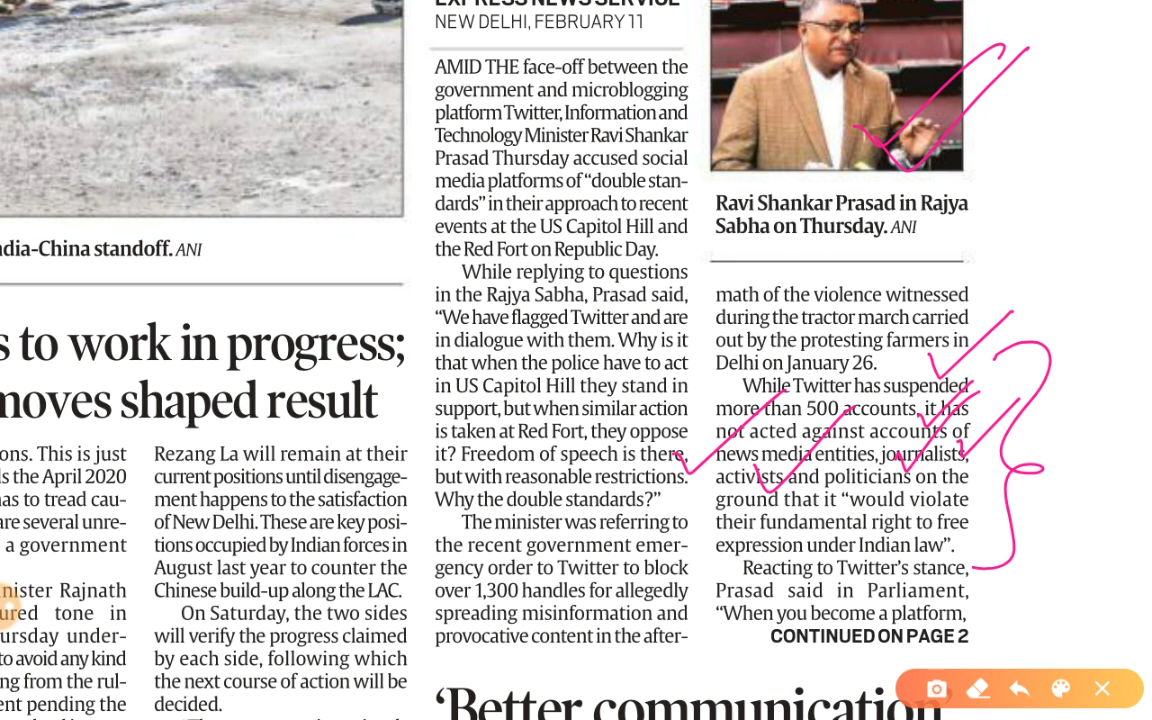 EXPRESS NEWS SERVICE
NEW DELHI, FEBRUARY 11
AMID THE face-off between the
government and microblogging
platform Twitter, Information and
Technology Minister Ravi Shankar
Prasad Thursday accused social
media platforms of "double stan-
dards" in their approach to recent
events at the US Capitol Hill and
the Red Fort on Republic Day.
While replying to questions
in the Rajya Sabha, Prasad said,
"We have flagged Twitter and are
in dialogue with them. Why is it
that when the police have to act
in US Capitol Hill they stand in
support, but when similar action
is taken at Red Fort, they oppose
it? Freedom of speech is there,
but with reasonable restrictions.
Why the double standards?"
The minister was referring to
the recent government emer-
gency order to Twitter to block
over 1,300 handles for allegedly
spreading misinformation and
provocative content in the after-
Ravi Shankar Prasad in Rajya
Sabha on Thursday. ANI
math of the violence witnessed
during the tractor march carried
out by the protesting farmers in
Delhi on January 26.
While Twitter has suspended
more than 500 accounts, it has
not acted against accounts of
news media entities, journalists,
activists and politicians on the
ground that it "would violate
their fundamental right to free
expression under Indian law".
Reacting to Twitter's stance,
Prasad said in Parliament,
"When you become a platform,
CONTINUED ON PAGE 2
ndia-China standoff. ANI
s to work in progress;
moves shaped result
ons. This is just
ls the April 2020
has to tread cau-
are several unre-
a government
nister Rajnath
ured tone in
ursday under-
to avoid any kind
ng from the rul-
ent pending the
Rezang La will remain at their
current positions until disengage-
ment happens to the satisfaction
of New Delhi. These are key posi-
tions occupied by Indian forces in
August last year to counter the
Chinese build-up along the LAC.
On Saturday, the two sides
will verify the progress claimed
by each side, following which
the next course of action will be
decided.
'Better communication'